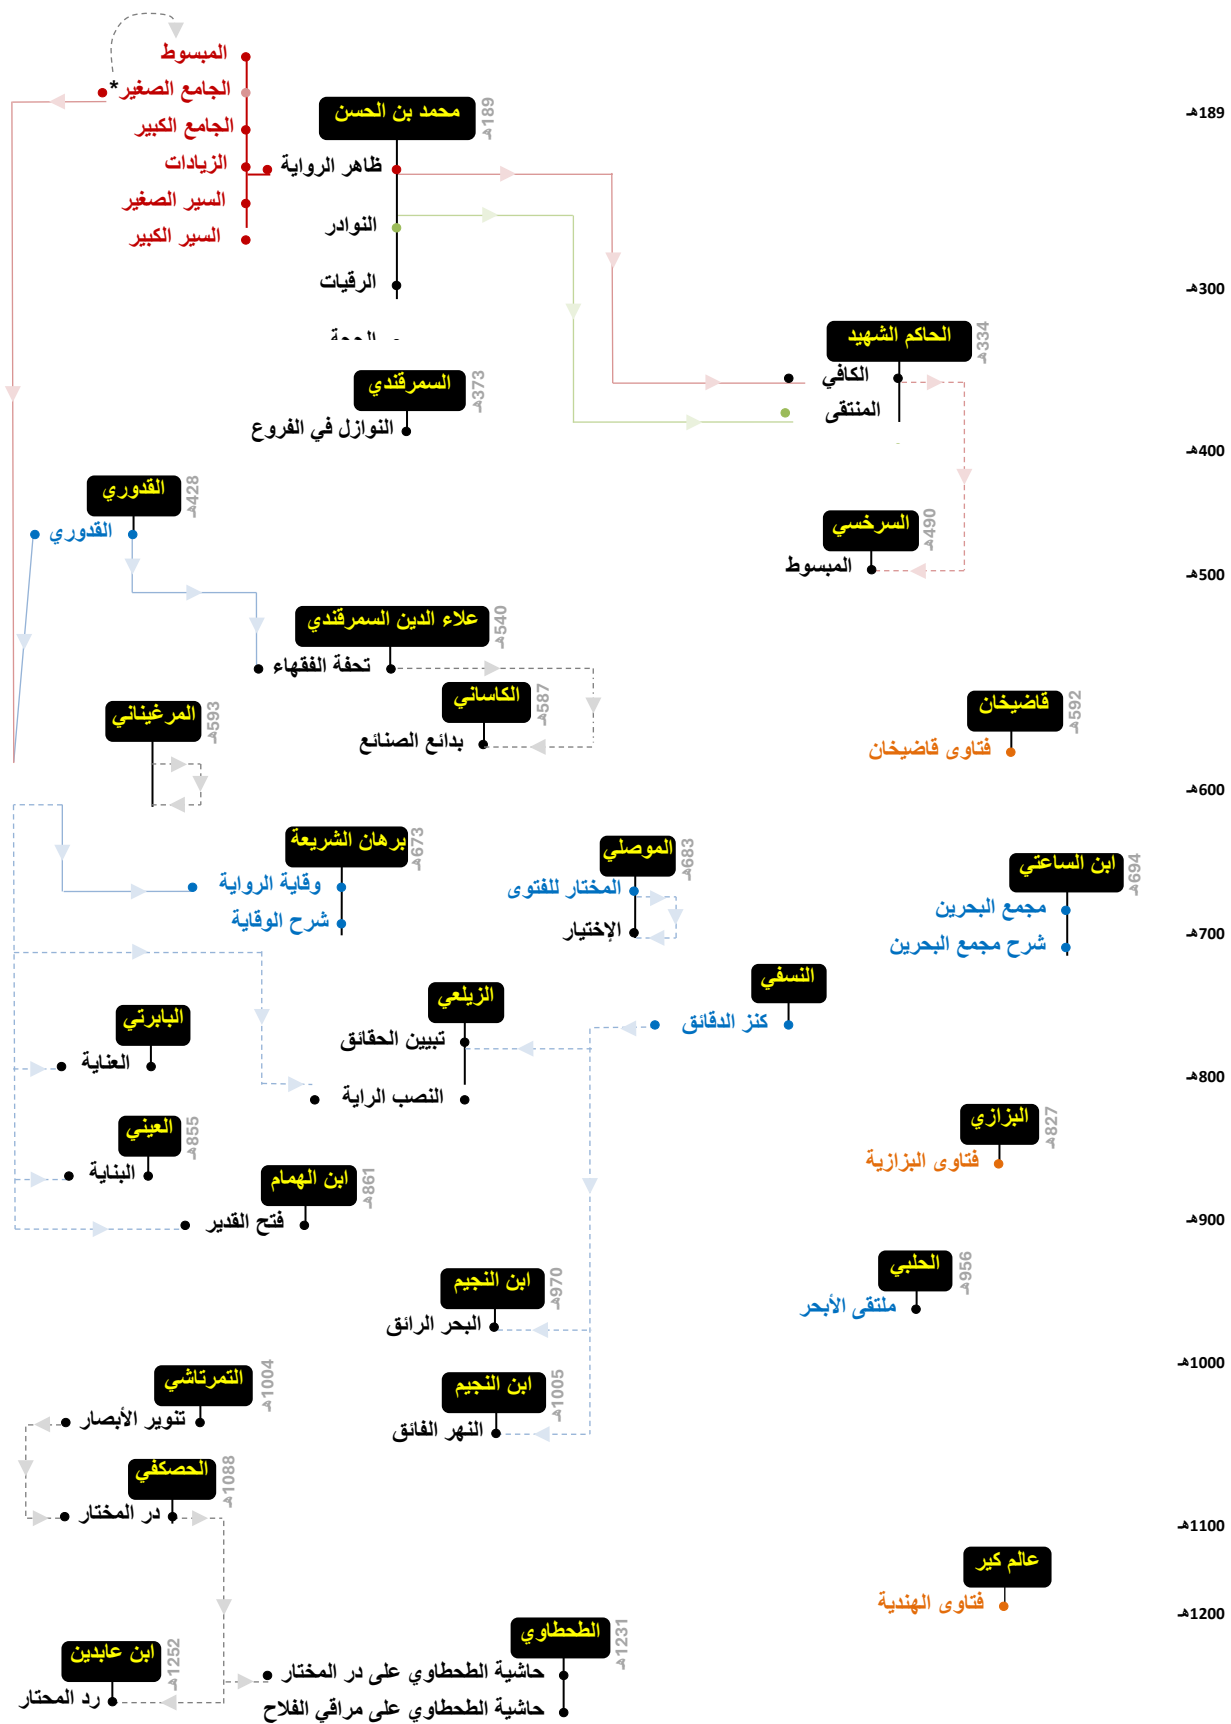 المبسوط
الجامع الصغير*
الجامع الكبير
الزيادات
السير الصغير
السير الكبير
محمد بن الحسن
189هـ
ظاهر الرواية
النوادر
الرقيات
189هـ
300هـ
الحاكم الشهيد
334هـ
الكافي
المنتقى
السمرقندي
373هـ
النوازل في الفروع
400هـ
القدوري
428هـ
القدوري
السرخسي
490هـ
المبسوط
500هـ
علاء الدين السمرقندي
540هـ
تحفة الفقهاء
الكاساني
587هـ
بدائع الصنائع
قاضيخان
592هـ
فتاوى قاضيخان
المرغيناني
593هـ
600هـ
برهان الشريعة
673هـ
وقاية الرواية
شرح الوقاية
الموصلي
683هـ
المختار للفتوى
الإختيار
ابن الساعتي
694هـ
مجمع البحرين
شرح مجمع البحرين
700هـ
النسفي
كنز الدقائق
الزيلعي
تبيين الحقائق
النصب الراية
البابرتي
العناية
800هـ
البزازي
827هـ
فتاوى البزازية
العيني
855هـ
البناية
ابن الهمام
861هـ
فتح القدير
900هـ
الحلبي
956هـ
ملتقى الأبحر
ابن النجيم
970هـ
البحر الرائق
1000هـ
التمرتاشي
1004هـ
تنوير الأبصار
ابن النجيم
1005هـ
النهر الفائق
الحصكفي
1088هـ
در المختار
1100هـ
عالم كير
فتاوى الهندية
1200هـ
الطحطاوي
1231هـ
حاشية الطحطاوي على در المختار
حاشية الطحطاوي على مراقي الفلاح
ابن عابدين
1252هـ
رد المحتار